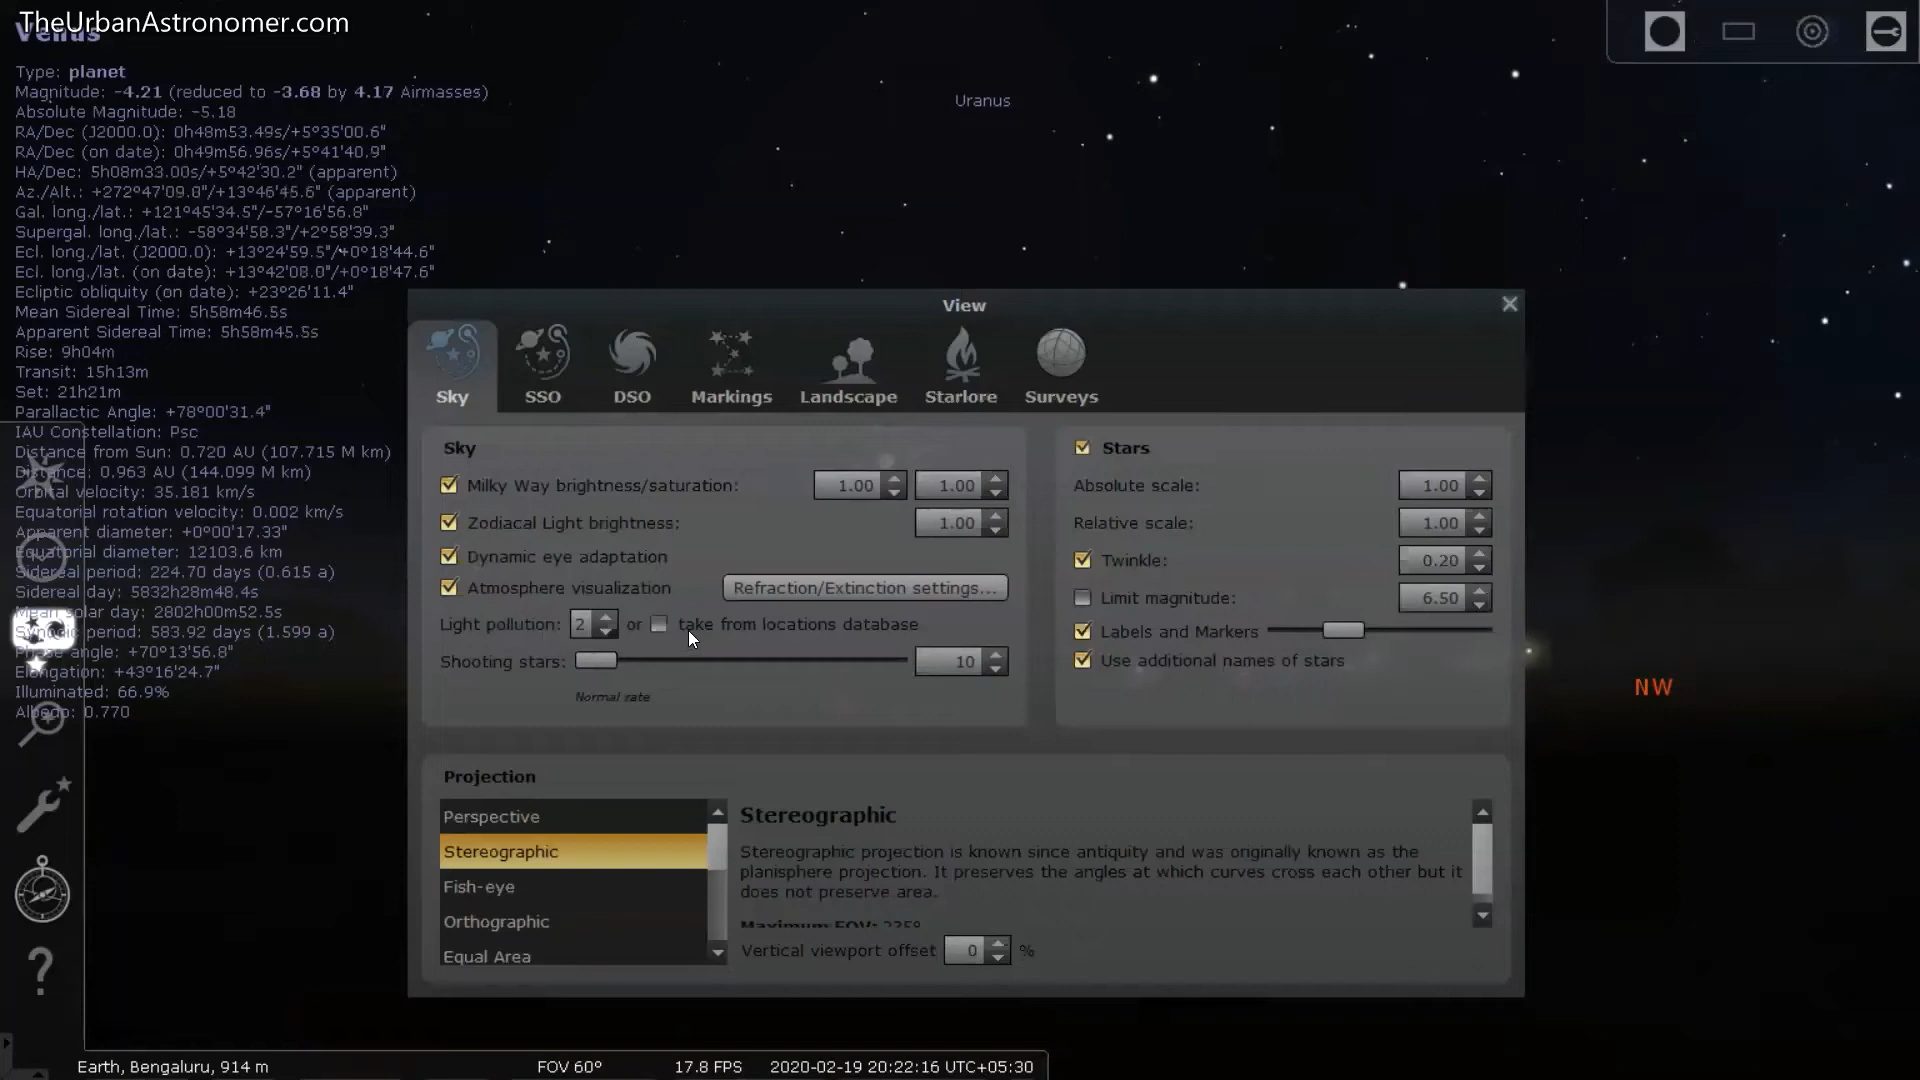 TheUrbanAstronomer.com
Venus
Type: planet
Magnitude: -4.21 (reduced to -3.68 by 4.17 Airmasses)
Absolute Magnitude: -5.18
RA/Dec (J2000.0): 0h48m53.49s/+5°35'00.6"
RA/Dec (on date): 0h49m56.96s/+5°41'40.9"
HA/Dec: 5h08m33.00s/+5°42'30.2" (apparent)
Az./Alt.: +272°47'09.0"/+13°46'45.6" (apparent)
Gal. long./lat.: +121°45'34.5"/-57°16'56.8"
Supergal. long./lat.: -58°34'58.3"/+2°58'39.3"
Ecl. long./lat. (J2000.0): +13°24'59.5"/+0°18'44.6"
Ecl. long./lat. (on date): +13°42'08.0"/+0°18'47.6"
Ecliptic obliquity (on date): +23°26'11.4"
Mean Sidereal Time: 5h58m46.5s
Apparent Sidereal Time: 5h58m45.5s
Rise: 9h04m
Transit: 15h13m
Set: 21h21m
Parallactic Angle: +78°00'31.4"
IAU Constellation: Psc
Distance from Sun: 0.720 AU (107.715 M km)
Distance: 0.963 AU (144.099 M km)
Orbital velocity: 35.181 km/s
Equatorial rotation velocity: 0.002 km/s
Apparent diameter: +0°00'17.33"
Equatorial diameter: 12103.6 km
Sidereal period: 224.70 days (0.615 a)
Sidereal day: 5832h28m48.4s
Mean solar day: 2802h00m52.5s
Synodic period: 583.92 days (1.599 a)
Phase angle: +70°13'56.8"
Elongation: +43°16'24.7"
Illuminated: 66.9%
Albedo: 0.770
Uranus
View
Sky SSO DSO Markings Landscape Starlore Surveys
Sky
Milky Way brightness/saturation: 1.00 1.00
Zodiacal Light brightness: 1.00
Dynamic eye adaptation
Atmosphere visualization Refraction/Extinction settings...
Light pollution: 2 or take from locations database
Shooting stars: 10
Normal rate
Stars
Absolute scale: 1.00
Relative scale: 1.00
Twinkle: 0.20
Limit magnitude: 6.50
Labels and Markers
Use additional names of stars
NW
Projection
Perspective
Stereographic
Fish-eye
Orthographic
Equal Area
Stereographic
Stereographic projection is known since antiquity and was originally known as the
planisphere projection. It preserves the angles at which curves cross each other but it
does not preserve area.
Maximum FOV: 235°
Vertical viewport offset 0 %
Earth, Bengaluru, 914 m FOV 60° 17.8 FPS 2020-02-19 20:22:16 UTC+05:30